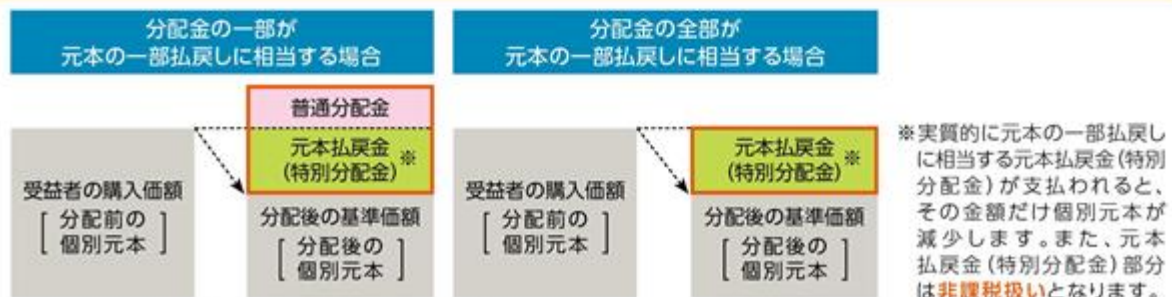 分配金の一部が
元本の一部払戻しに相当する場合
分配金の全部が
元本の一部払戻しに相当する場合
普通分配金
元本払戻金
(特別分配金)※
受益者の購入価額
[分配前の
個別元本]
分配後の基準価額
[分配後の
個別元本]
元本払戻金
(特別分配金)※
受益者の購入価額
[分配前の
個別元本]
分配後の基準価額
[分配後の
個別元本]
※実質的に元本の一部払戻し
に相当する元本払戻金(特別
分配金)が支払われると、
その金額だけ個別元本が
減少します。また、元本
払戻金(特別分配金)部分
は非課税扱いとなります。